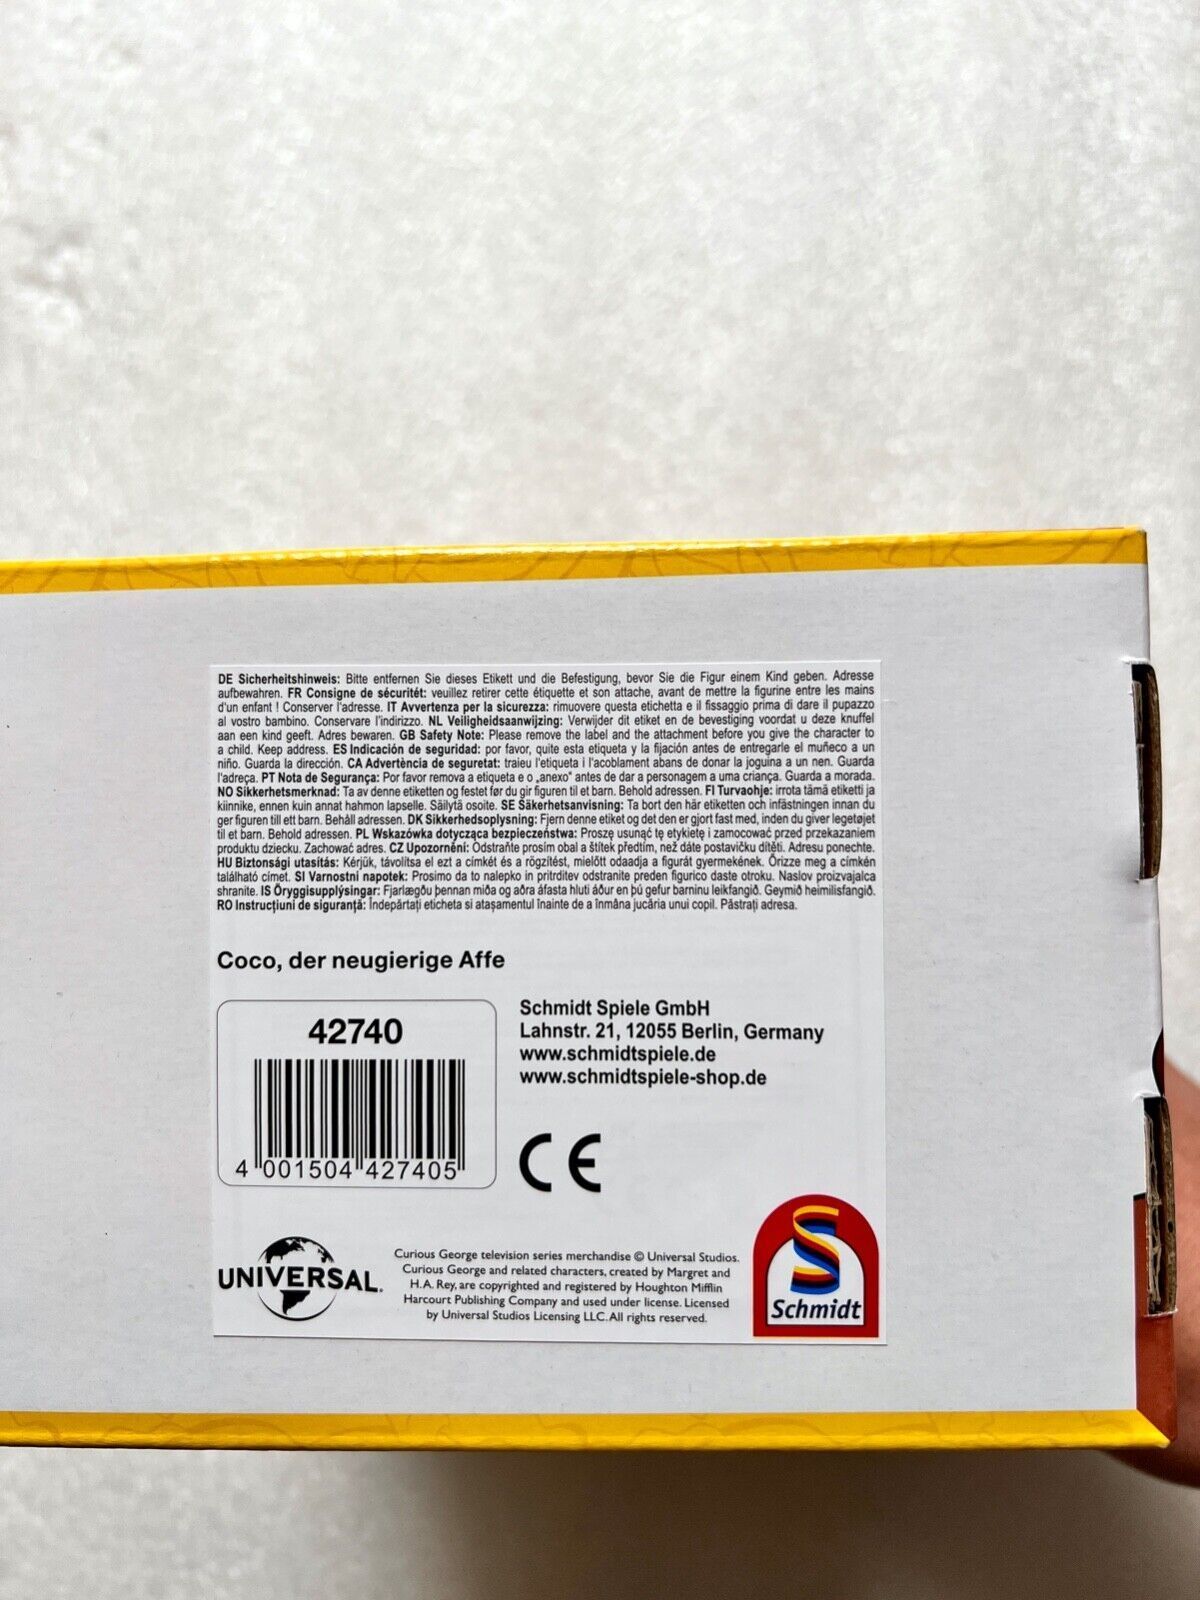 DE Sicherheitshinweis: Bitte entfernen Sie dieses Etikett und die Befestigung, bevor Sie die Figur einem Kind geben. Adresse
aufbewahren. FR Consigne de sécuritét: veuillez retirer cette étiquette et son attache, avant de mettre la figurine entre les mains
d'un enfant ! Conserver l'adresse. IT Avvertenza per la sicurezza: rimuovere questa etichetta e il fissaggio prima di dare il pupazzo
al vostro bambino. Conservare l'indirizzo. NL Veiligheidsaanwijzing: Verwijder dit etiket en de bevestiging voordat u deze knuffel
aan een kind geeft. Adres bewaren. GB Safety Note: Please remove the label and the attachment before you give the character to
a child. Keep address. ES Indicación de seguridad: por favor, quite esta etiqueta y la fijación antes de entregarle el muñeco a un
niño. Guarda la dirección. CA Advertència de seguretat: traieu l'etiqueta i l'acoblament abans de donar la joguina a un nen. Guarda
l'adreça. PT Nota de Segurança: Por favor remova a etiqueta e o „anexo“ antes de dar a personagem a uma criança. Guarda a morada.
NO Sikkerhetsmerknad: Ta av denne etiketten og festet før du gir figuren til et barn. Behold adressen. FI Turvaohje: irrota tämä etiketti ja
kiinnike, ennen kuin annat hahmon lapselle. Säilytä osoite. SE Säkerhetsanvisning: Ta bort den här etiketten och infästningen innan du
ger figuren till ett barn. Behåll adressen. DK Sikkerhedsoplysning: Fjern denne etiket og det den er gjort fast med, inden du giver legetøjet
til et barn. Behold adressen. PL Wskazówka dotycząca bezpieczeństwa: Proszę usunąć tę etykietę i zamocować przed przekazaniem
produktu dziecku. Zachować adres. CZ Upozornění: Odstraňte prosím obal a štítek předtím, než dáte postavičku dítěti. Adresu ponechte.
HU Biztonsági utasítás: Kérjük, távolítsa el ezt a címkét és a rögzítést, mielőtt odaadja a figurát gyermekének. Őrizze meg a címkén
található címet. SI Varnostni napotek: Prosimo da to nalepko in pritrditev odstranite preden figurico daste otroku. Naslov proizvajalca
shranite. IS Öryggisupplýsingar: Fjarlægðu þennan miða og aðra áfasta hluti áður en þú gefur barninu leikfangið. Geymið heimilisfangið.
RO Instrucțiuni de siguranță: Îndepărtați eticheta si atașamentul înainte de a înmâna jucăria unui copil. Păstrați adresa.
Coco, der neugierige Affe
42740
4 001504 427405
Schmidt Spiele GmbH
Lahnstr. 21, 12055 Berlin, Germany
www.schmidtspiele.de
www.schmidtspiele-shop.de
CE
UNIVERSAL
Curious George television series merchandise © Universal Studios.
Curious George and related characters, created by Margret and
H.A. Rey, are copyrighted and registered by Houghton Mifflin
Harcourt Publishing Company and used under license. Licensed
by Universal Studios Licensing LLC. All rights reserved.
Schmidt